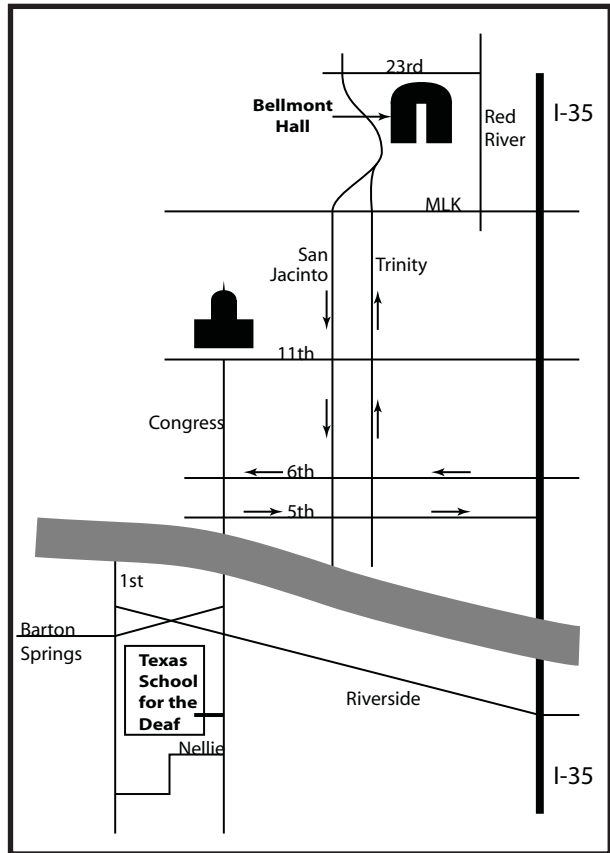 23rd
Bellmont
Hall
I-35
Red
River
MLK
San
Jacinto
Trinity
11th
Congress
6th
5th
1st
Barton
Springs
Texas
School
for the
Deaf
Riverside
Nellie
I-35